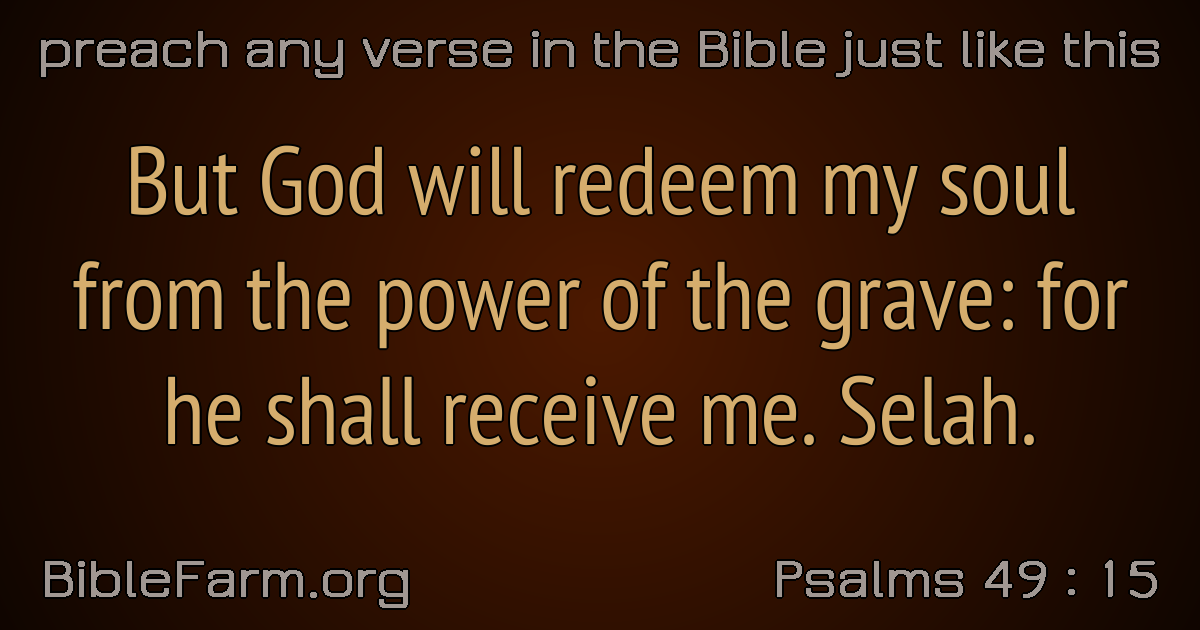 preach any verse in the Bible just like this
But God will redeem my soul
from the power of the grave: for
he shall receive me. Selah.
BibleFarm.org
Psalms 49 : 15